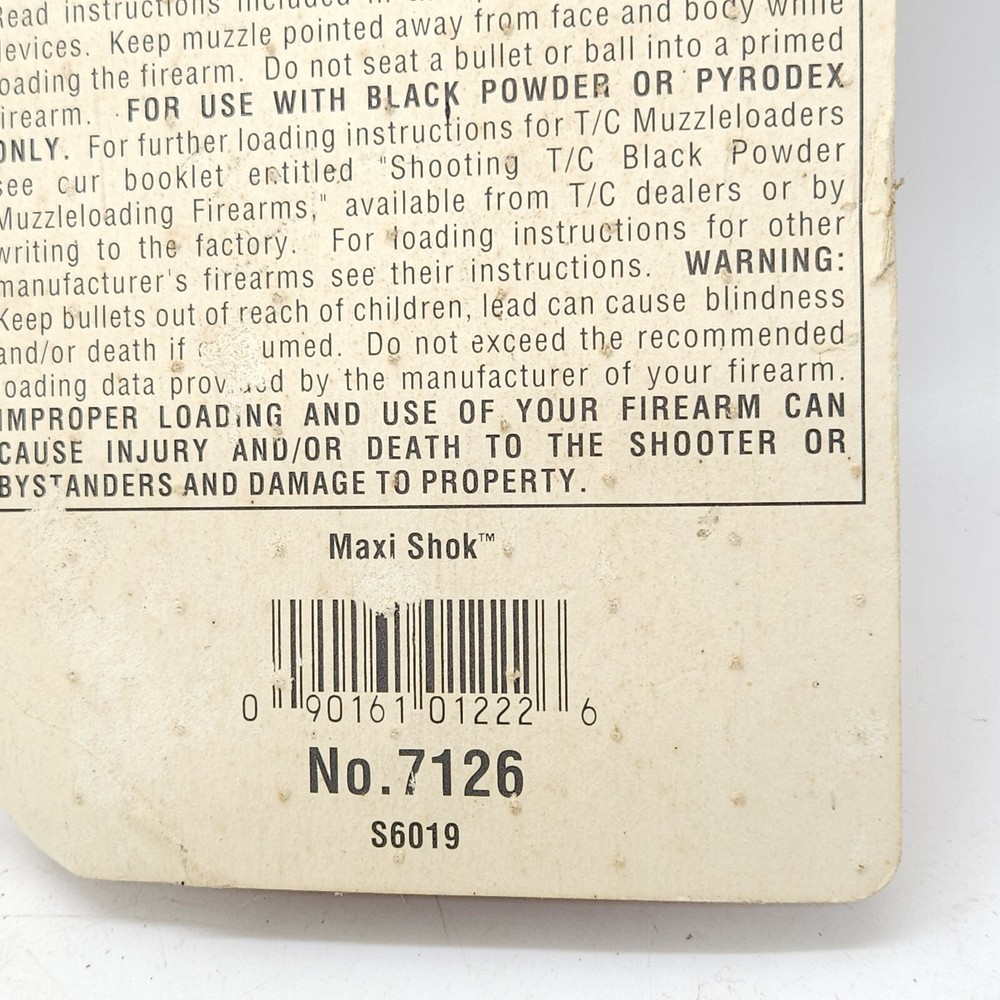 Read instructions included in
devices. Keep muzzle pointed away from face and body while
loading the firearm. Do not seat a bullet or ball into a primed
firearm. FOR USE WITH BLACK POWDER OR PYRODEX
ONLY. For further loading instructions for T/C Muzzleloaders
see our booklet entitled "Shooting T/C Black Powder
Muzzleloading Firearms," available from T/C dealers or by
writing to the factory. For loading instructions for other
manufacturer's firearms see their instructions. WARNING:
Keep bullets out of reach of children, lead can cause blindness
and/or death if umed. Do not exceed the recommended
loading data provided by the manufacturer of your firearm.
IMPROPER LOADING AND USE OF YOUR FIREARM CAN
CAUSE INJURY AND/OR DEATH TO THE SHOOTER OR
BYSTANDERS AND DAMAGE TO PROPERTY.
Maxi Shok™
0 90161 01222 6
No.7126
S6019